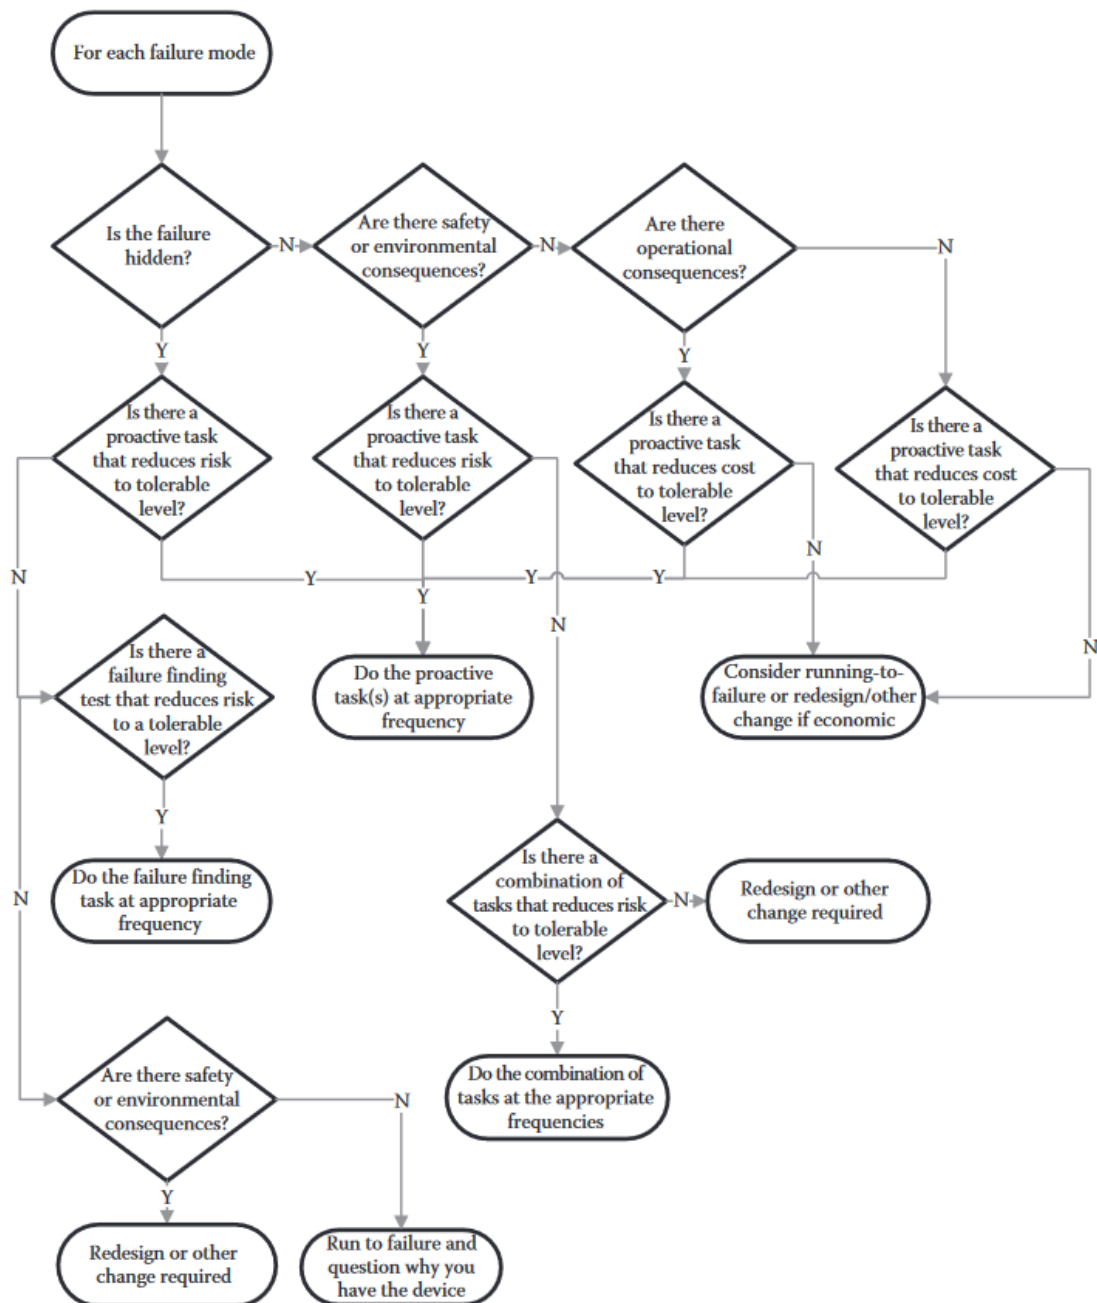 For each failure mode
Is the failure
hidden?
N
Are there safety
or environmental
consequences?
N
Are there
operational
consequences?
N
Y
Y
Y
Is there a
proactive task
that reduces risk
to tolerable
level?
Is there a
proactive task
that reduces risk
to tolerable
level?
Is there a
proactive task
that reduces cost
to tolerable
level?
Is there a
proactive task
that reduces cost
to tolerable
level?
N
Y
Y
Y
Y
N
N
N
Is there a
failure finding
test that reduces risk
to a tolerable
level?
Do the proactive
task(s) at appropriate
frequency
Consider running-to-
failure or redesign/other
change if economic
Y
N
Do the failure finding
task at appropriate
frequency
Is there a
combination of
tasks that reduces risk
to tolerable
level?
N
Redesign or other
change required
Y
Do the combination of
tasks at the appropriate
frequencies
Are there safety
or environmental
consequences?
N
Y
Redesign or other
change required
Run to failure and
question why you
have the device